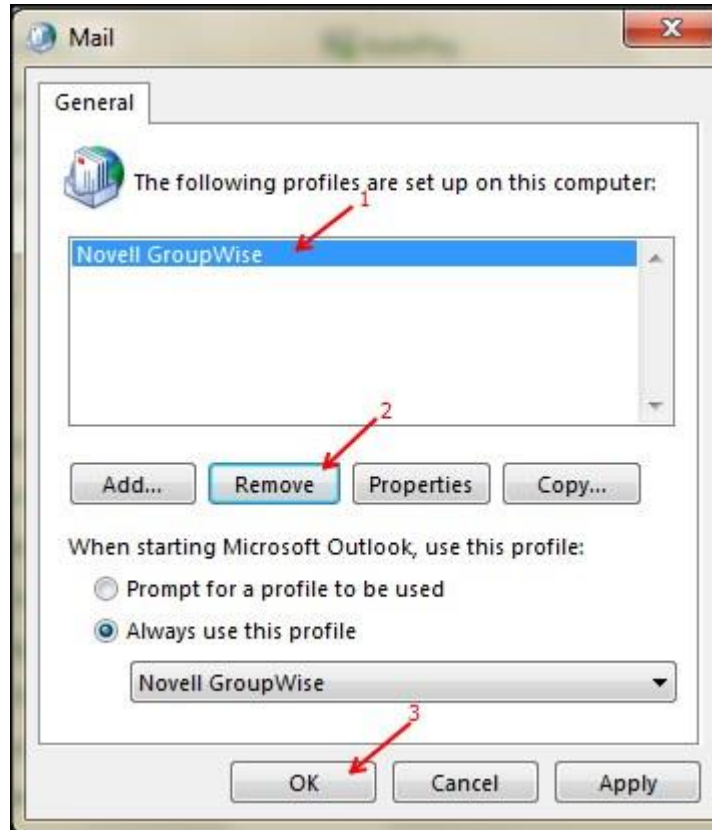 Mail
General
The following profiles are set up on this computer:
1
Novell GroupWise
2
Add... Remove Properties Copy...
When starting Microsoft Outlook, use this profile:
Prompt for a profile to be used
Always use this profile
Novell GroupWise
3
OK Cancel Apply